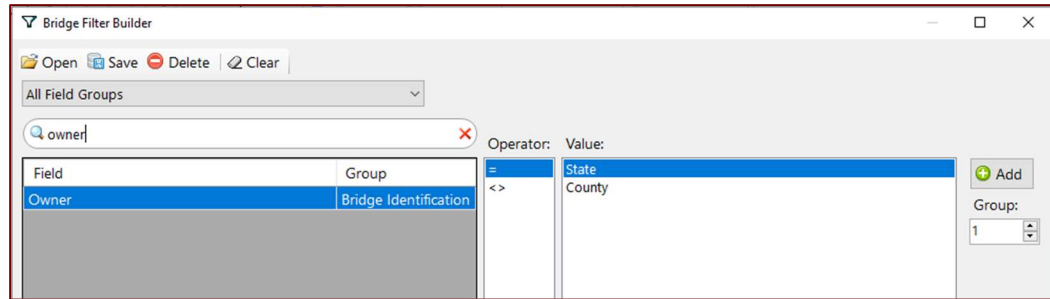 Bridge Filter Builder
Open Save Delete Clear
All Field Groups
owner
Operator: Value:
Field Group
= State
Add
Owner Bridge Identification
<> County
Group:
1